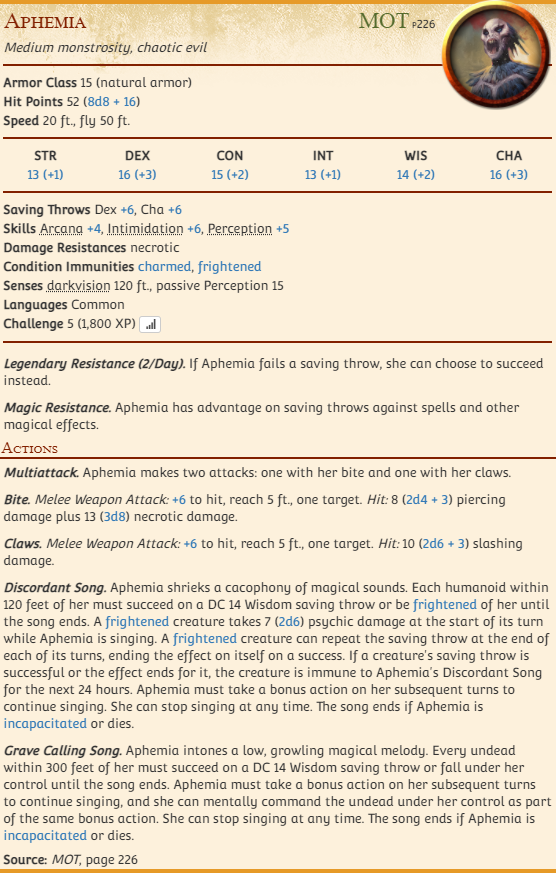 Aphemia MOT p226
Medium monstrosity, chaotic evil
Armor Class 15 (natural armor)
Hit Points 52 (8d8 + 16)
Speed 20 ft., fly 50 ft.
STR DEX CON INT WIS CHA
13 (+1) 16 (+3) 15 (+2) 13 (+1) 14 (+2) 16 (+3)
Saving Throws Dex +6, Cha +6
Skills Arcana +4, Intimidation +6, Perception +5
Damage Resistances necrotic
Condition Immunities charmed, frightened
Senses darkvision 120 ft., passive Perception 15
Languages Common
Challenge 5 (1,800 XP)
Legendary Resistance (2/Day). If Aphemia fails a saving throw, she can choose to succeed
instead.
Magic Resistance. Aphemia has advantage on saving throws against spells and other
magical effects.
Actions
Multiattack. Aphemia makes two attacks: one with her bite and one with her claws.
Bite. Melee Weapon Attack: +6 to hit, reach 5 ft., one target. Hit: 8 (2d4 + 3) piercing
damage plus 13 (3d8) necrotic damage.
Claws. Melee Weapon Attack: +6 to hit, reach 5 ft., one target. Hit: 10 (2d6 + 3) slashing
damage.
Discordant Song. Aphemia shrieks a cacophony of magical sounds. Each humanoid within
120 feet of her must succeed on a DC 14 Wisdom saving throw or be frightened of her until
the song ends. A frightened creature takes 7 (2d6) psychic damage at the start of its turn
while Aphemia is singing. A frightened creature can repeat the saving throw at the end of
each of its turns, ending the effect on itself on a success. If a creature's saving throw is
successful or the effect ends for it, the creature is immune to Aphemia's Discordant Song
for the next 24 hours. Aphemia must take a bonus action on her subsequent turns to
continue singing. She can stop singing at any time. The song ends if Aphemia is
incapacitated or dies.
Grave Calling Song. Aphemia intones a low, growling magical melody. Every undead
within 300 feet of her must succeed on a DC 14 Wisdom saving throw or fall under her
control until the song ends. Aphemia must take a bonus action on her subsequent turns
to continue singing, and she can mentally command the undead under her control as part
of the same bonus action. She can stop singing at any time. The song ends if Aphemia is
incapacitated or dies.
Source: MOT, page 226